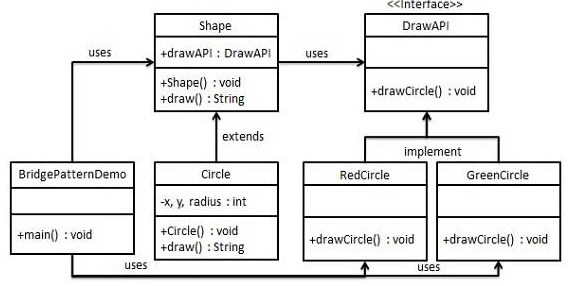 <<Interface>>
Shape
DrawAPI
+drawAPI : DrawAPI
uses
uses
+Shape() : void
+draw() : String
+drawCircle() : void
extends
implement
BridgePatternDemo
Circle
RedCircle
GreenCircle
-x, y, radius : int
+main() : void
+Circle() : void
+draw() : String
+drawCircle() : void
+drawCircle() : void
uses
uses